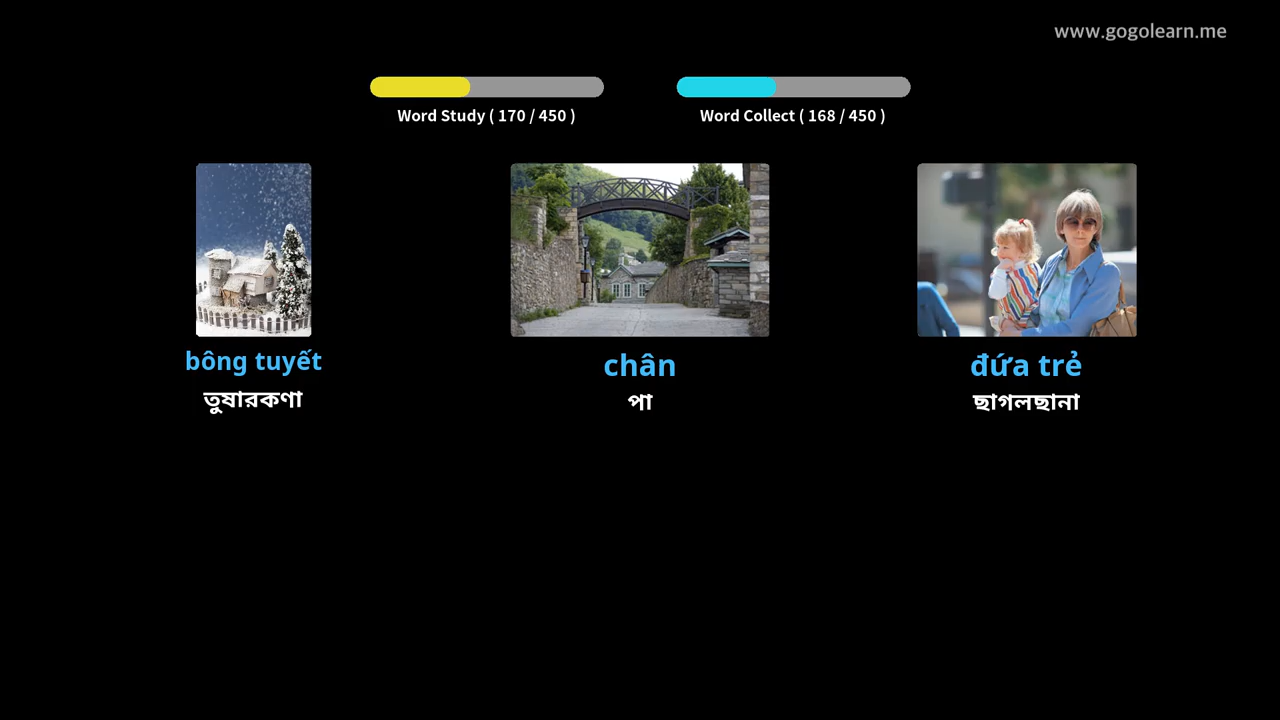 www.gogolearn.me
Word Study ( 170 / 450 )
Word Collect ( 168 / 450 )
bông tuyết
তুষারকণা
chân
পা
đứa trẻ
ছাগলছানা